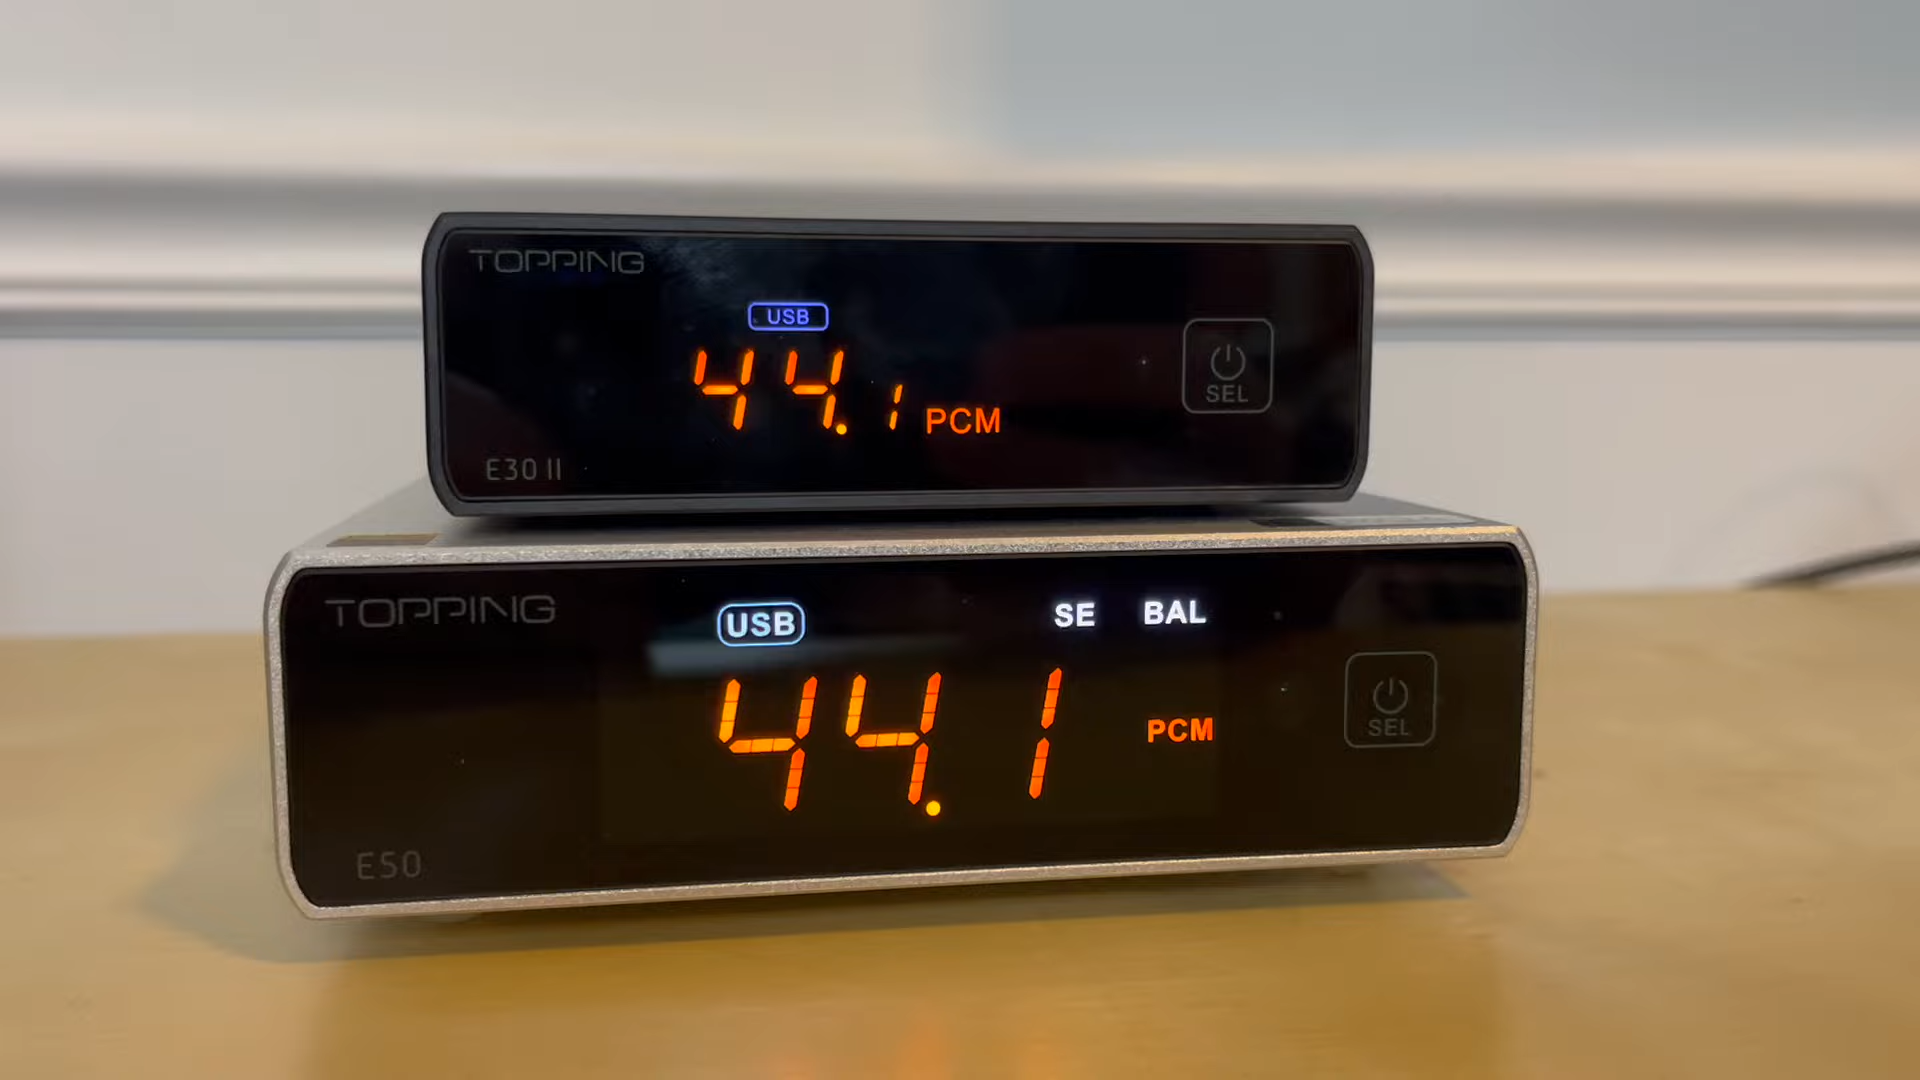 TOPPING
USB
44.1 PCM
SEL
E30 II
TOPPING
USB SE BAL
44.1 PCM
SEL
E50